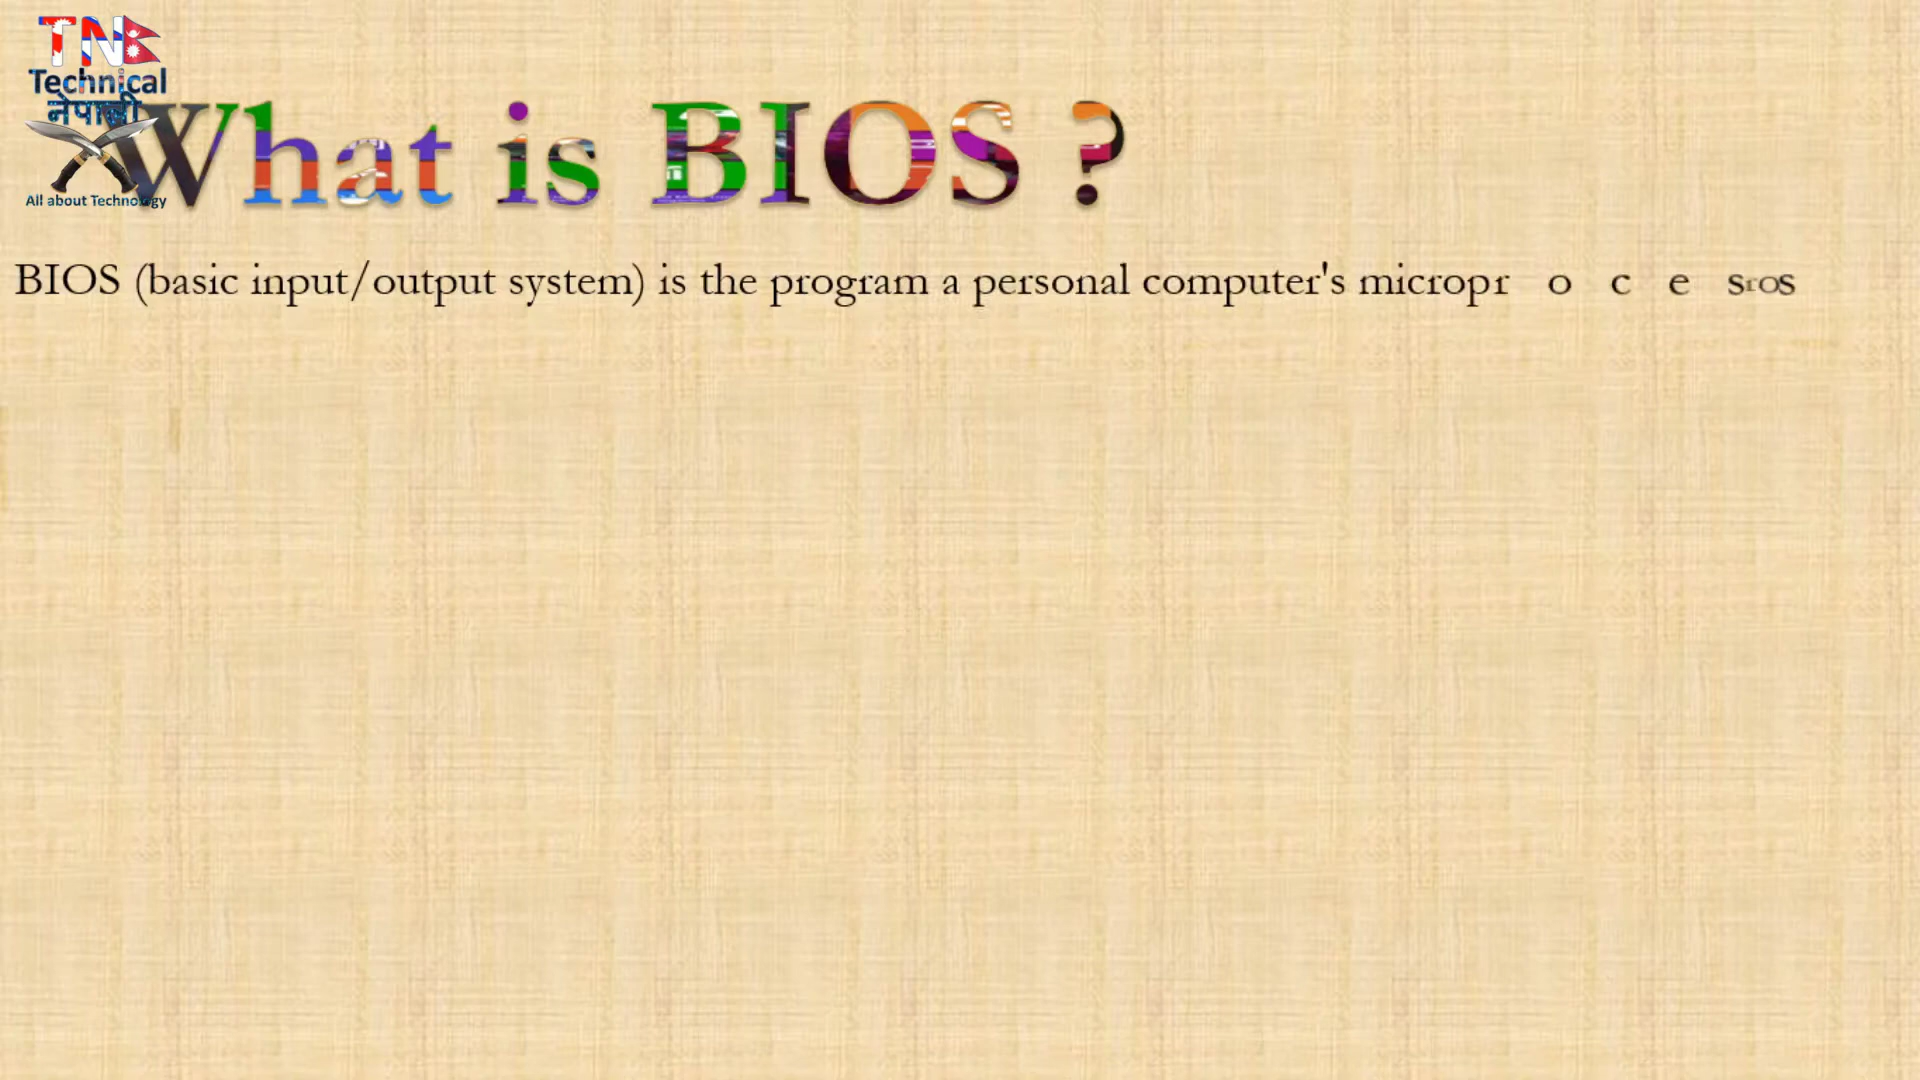 TN
Technical
नेपाली
All about Technology
What is BIOS ?
BIOS (basic input/output system) is the program a personal computer's micropr o c e s